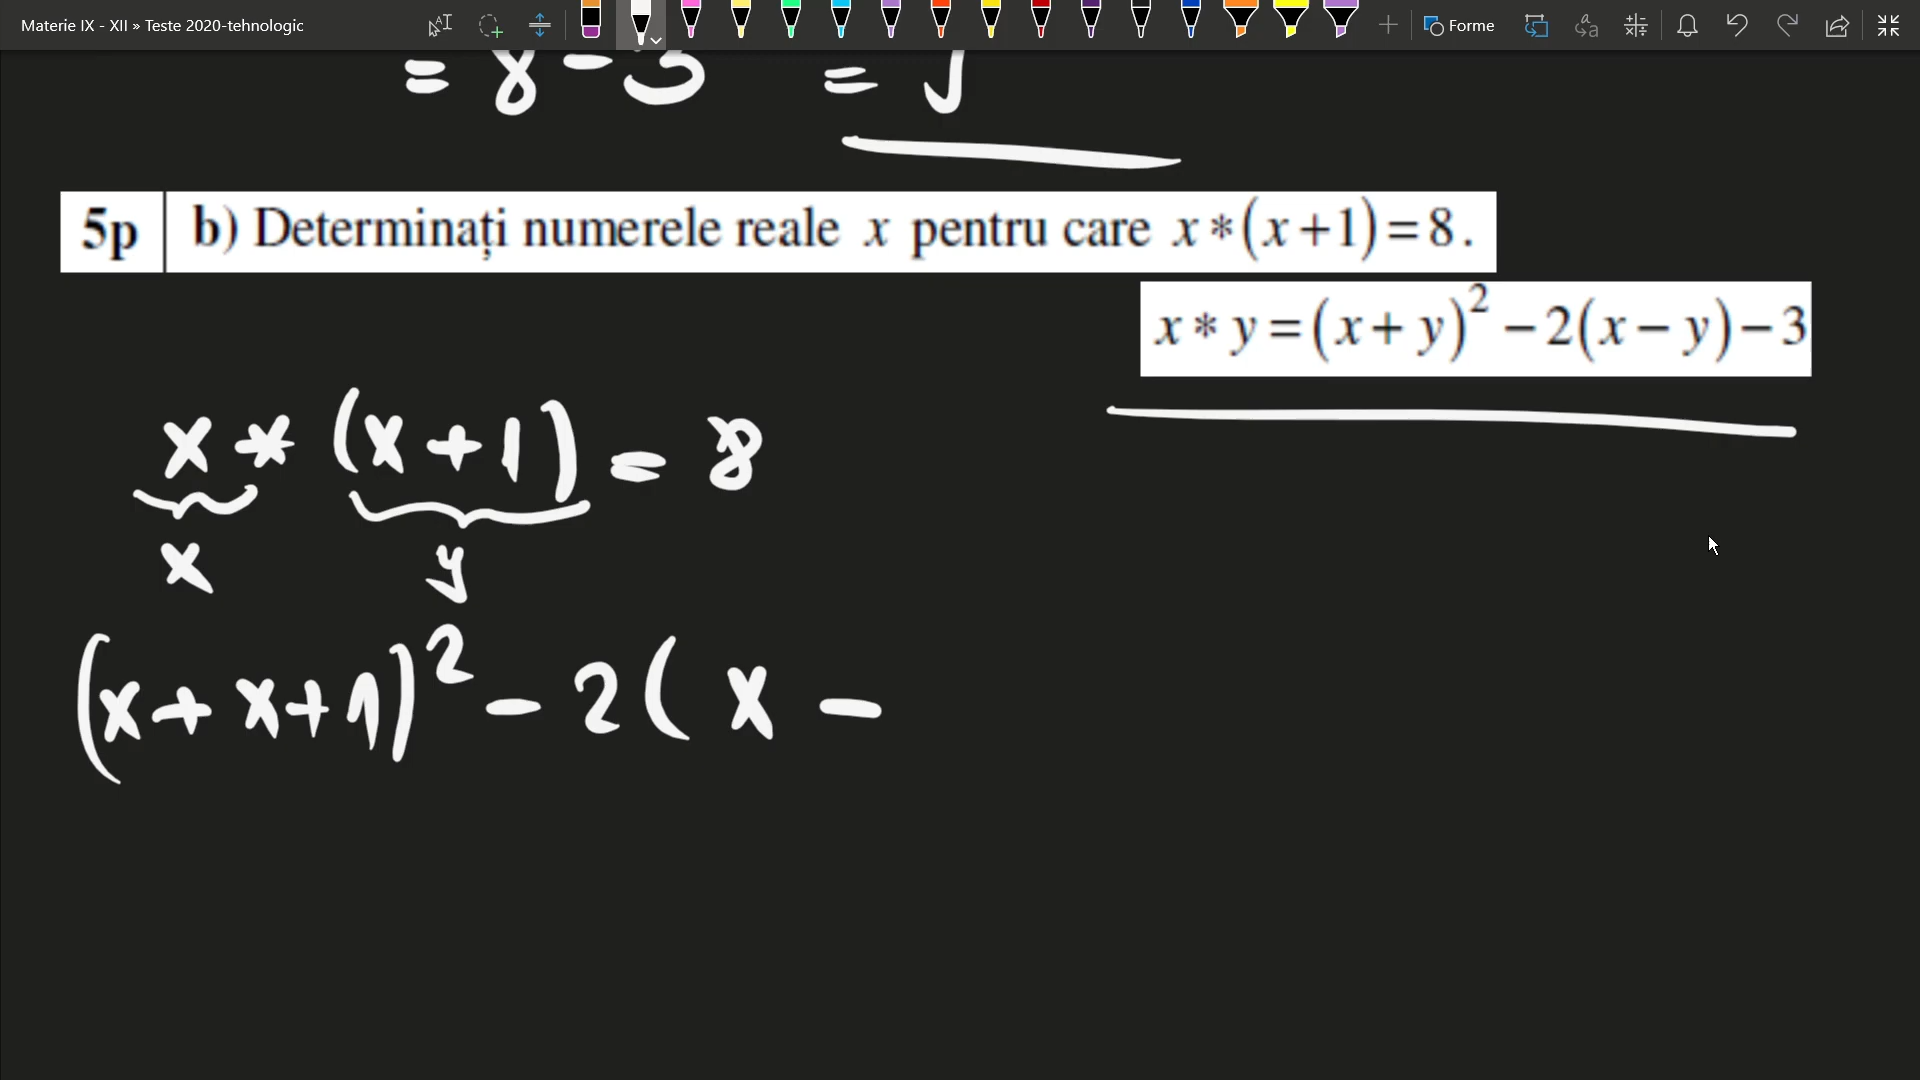 Materie IX - XII » Teste 2020-tehnologic
Forme
= 8 - 3 =
5p b) Determinați numerele reale x pentru care x*(x+1)=8.
x*y=(x+y)²-2(x-y)-3
x * (x+1) = 8
x y
(x+x+1)² - 2( x -